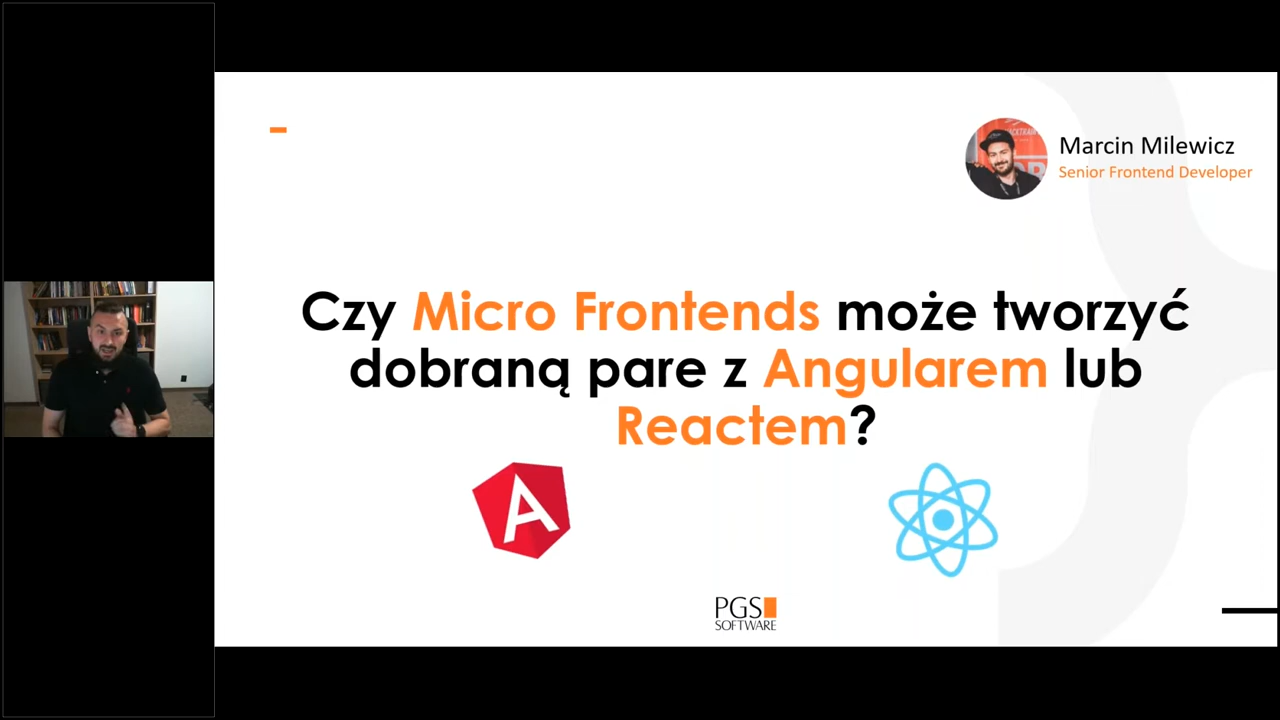 Marcin Milewicz
Senior Frontend Developer
Czy Micro Frontends może tworzyć
dobraną pare z Angularem lub
Reactem?
A
PGS
SOFTWARE